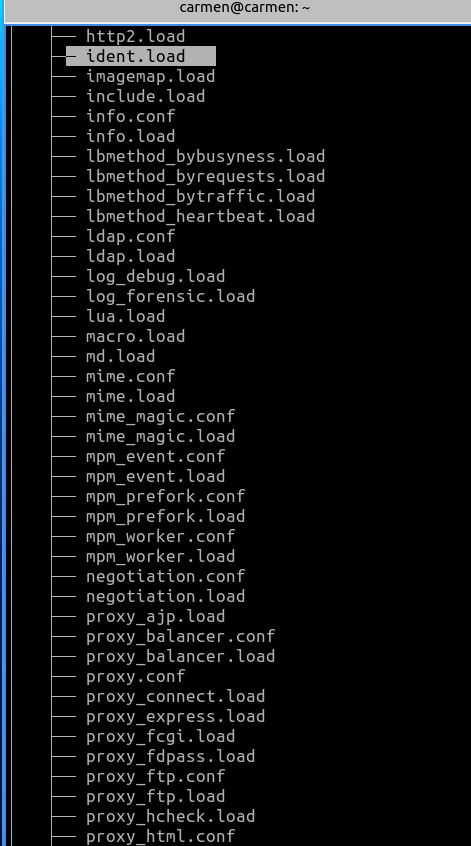 carmen@carmen: ~
├── http2.load
├── ident.load
├── imagemap.load
├── include.load
├── info.conf
├── info.load
├── lbmethod_bybusyness.load
├── lbmethod_byrequests.load
├── lbmethod_bytraffic.load
├── lbmethod_heartbeat.load
├── ldap.conf
├── ldap.load
├── log_debug.load
├── log_forensic.load
├── lua.load
├── macro.load
├── md.load
├── mime.conf
├── mime.load
├── mime_magic.conf
├── mime_magic.load
├── mpm_event.conf
├── mpm_event.load
├── mpm_prefork.conf
├── mpm_prefork.load
├── mpm_worker.conf
├── mpm_worker.load
├── negotiation.conf
├── negotiation.load
├── proxy_ajp.load
├── proxy_balancer.conf
├── proxy_balancer.load
├── proxy.conf
├── proxy_connect.load
├── proxy_express.load
├── proxy_fcgi.load
├── proxy_fdpass.load
├── proxy_ftp.conf
├── proxy_ftp.load
├── proxy_hcheck.load
├── proxy_html.conf